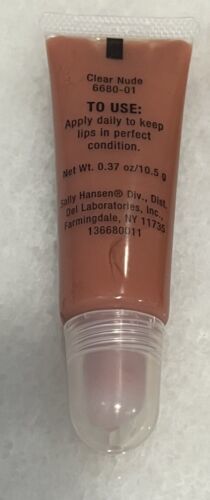 Clear Nude
6680-01
TO USE:
Apply daily to keep
lips in perfect
condition.
Net Wt. 0.37 oz/10.5 g
Sally Hansen® Div., Dist.
Del Laboratories, Inc.,
Farmingdale, NY 11735
136680011